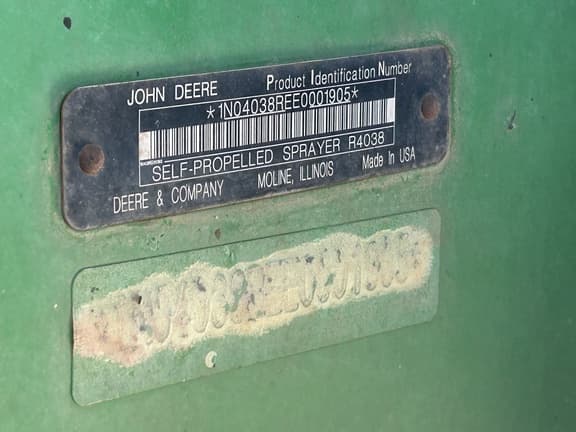 JOHN DEERE Product Identification Number
*1N04038REE0001905*
SELF-PROPELLED SPRAYER R4038
DEERE & COMPANY MOLINE, ILLINOIS Made In USA